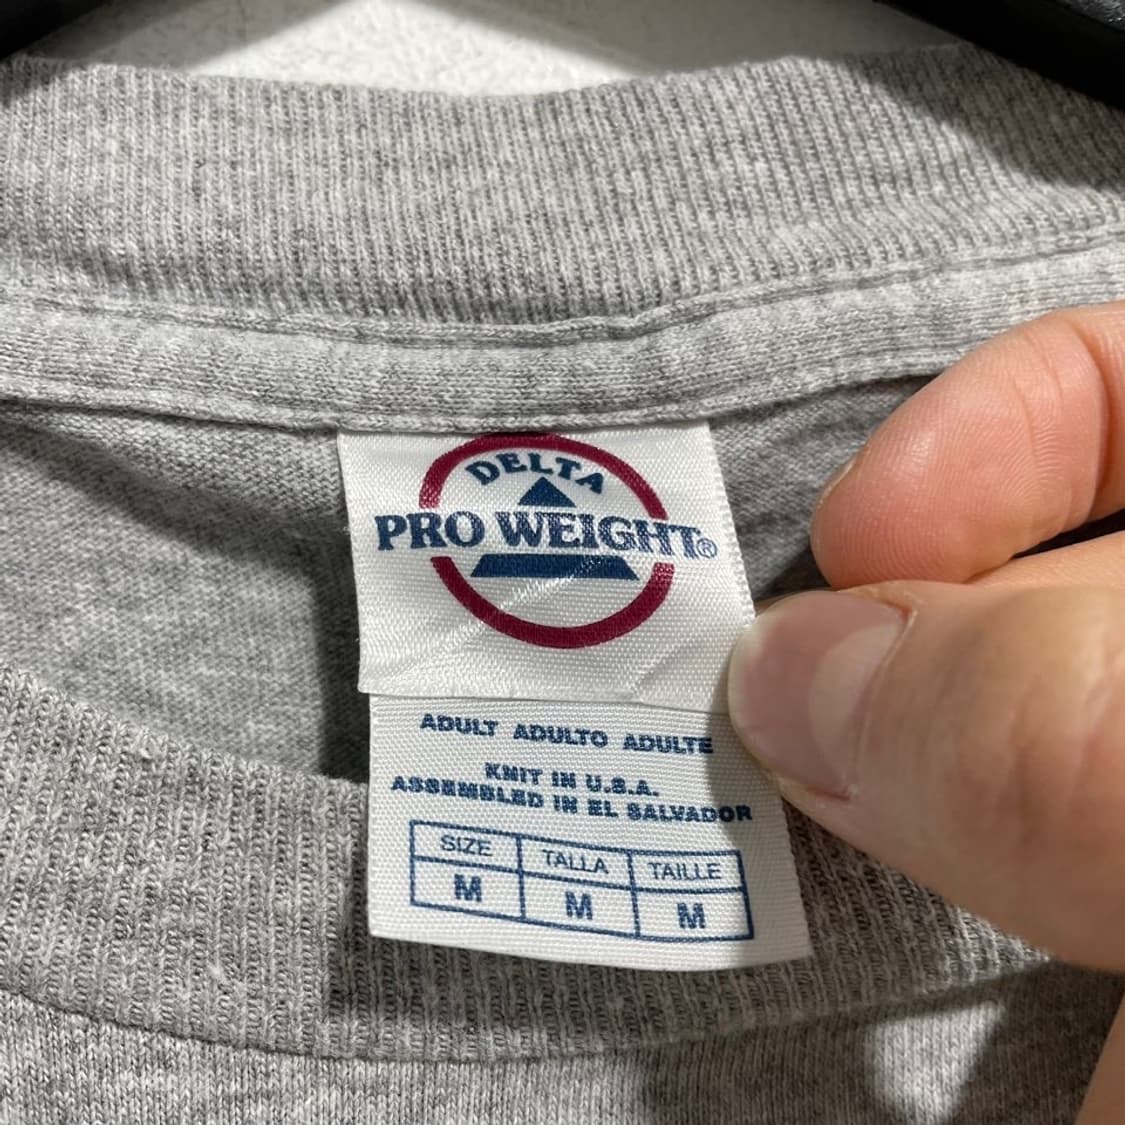 DELTA
PRO WEIGHT®
ADULT ADULTO ADULTE
KNIT IN U.S.A.
ASSEMBLED IN EL SALVADOR
SIZE TALLA TAILLE
M M M